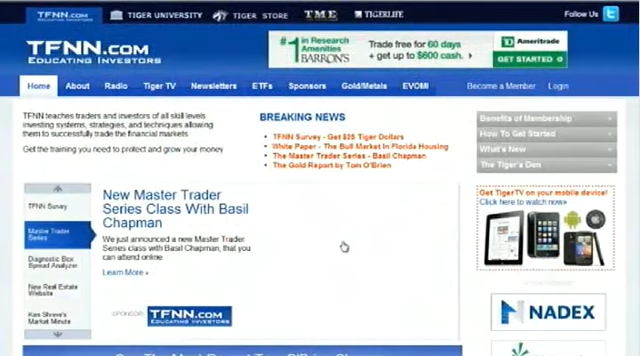 TFNN.COM
EDUCATING INVESTORS
TIGER UNIVERSITY
TIGER STORE
TME
TIGERLIFE
Follow Us
TFNN.COM
EDUCATING INVESTORS
#1 in Research
Amenities
BARRON'S
Trade free for 60 days
+ get up to $600 cash.
TD Ameritrade
GET STARTED
Home
About
Radio
Tiger TV
Newsletters
ETFs
Sponsors
Gold/Metals
EVOMI
Become a Member
Login
TFNN teaches traders and investors of all skill levels
investing systems, strategies, and techniques allowing
them to successfully trade the financial markets
Get the training you need to protect and grow your money
BREAKING NEWS
TFNN Survey - Get $25 Tiger Dollars
White Paper - The Bull Market In Florida Housing
The Master Trader Series - Basil Chapman
The Gold Report by Tom O'Brien
Benefits of Membership
How To Get Started
What's New
The Tiger's Den
TFNN Survey
Master Trader
Series
Diagnostic Box
Spread Analyzer
New Real Estate
Website
Ken Shreve's
Market Minute
New Master Trader
Series Class With Basil
Chapman
We just announced a new Master Trader
Series class with Basil Chapman, that you
can attend online
Learn More
SPONSOR:
TFNN.COM
EDUCATING INVESTORS
Get TigerTV on your mobile device!
Click here to watch now
NADEX